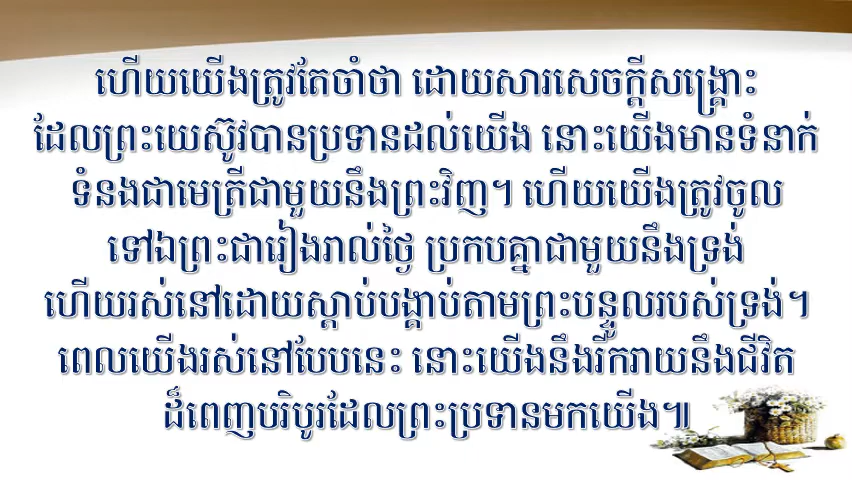 ហើយយើងត្រូវតែចាំថា ដោយសារសេចក្ដីសង្គ្រោះ
ដែលព្រះយេស៊ូវបានប្រទានដល់យើង នោះយើងមានទំនាក់
ទំនងជាមេត្រីជាមួយនឹងព្រះវិញ។ ហើយយើងត្រូវចូល
ទៅឯព្រះជារៀងរាល់ថ្ងៃ ប្រកបគ្នាជាមួយនឹងទ្រង់
ហើយរស់នៅដោយស្ដាប់បង្គាប់តាមព្រះបន្ទូលរបស់ទ្រង់។
ពេលយើងរស់នៅបែបនេះ នោះយើងនឹងរីករាយនឹងជីវិត
ដ៏ពេញបរិបូរដែលព្រះប្រទានមកយើង៕